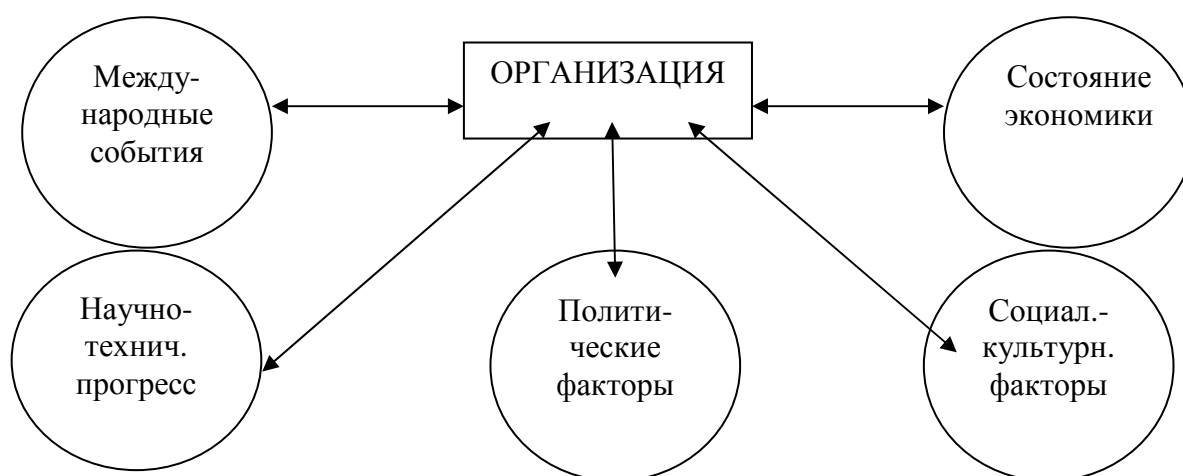 Между-
народные
события
ОРГАНИЗАЦИЯ
Состояние
экономики
Научно-
технич.
прогресс
Полити-
ческие
факторы
Социал.-
культурн.
факторы